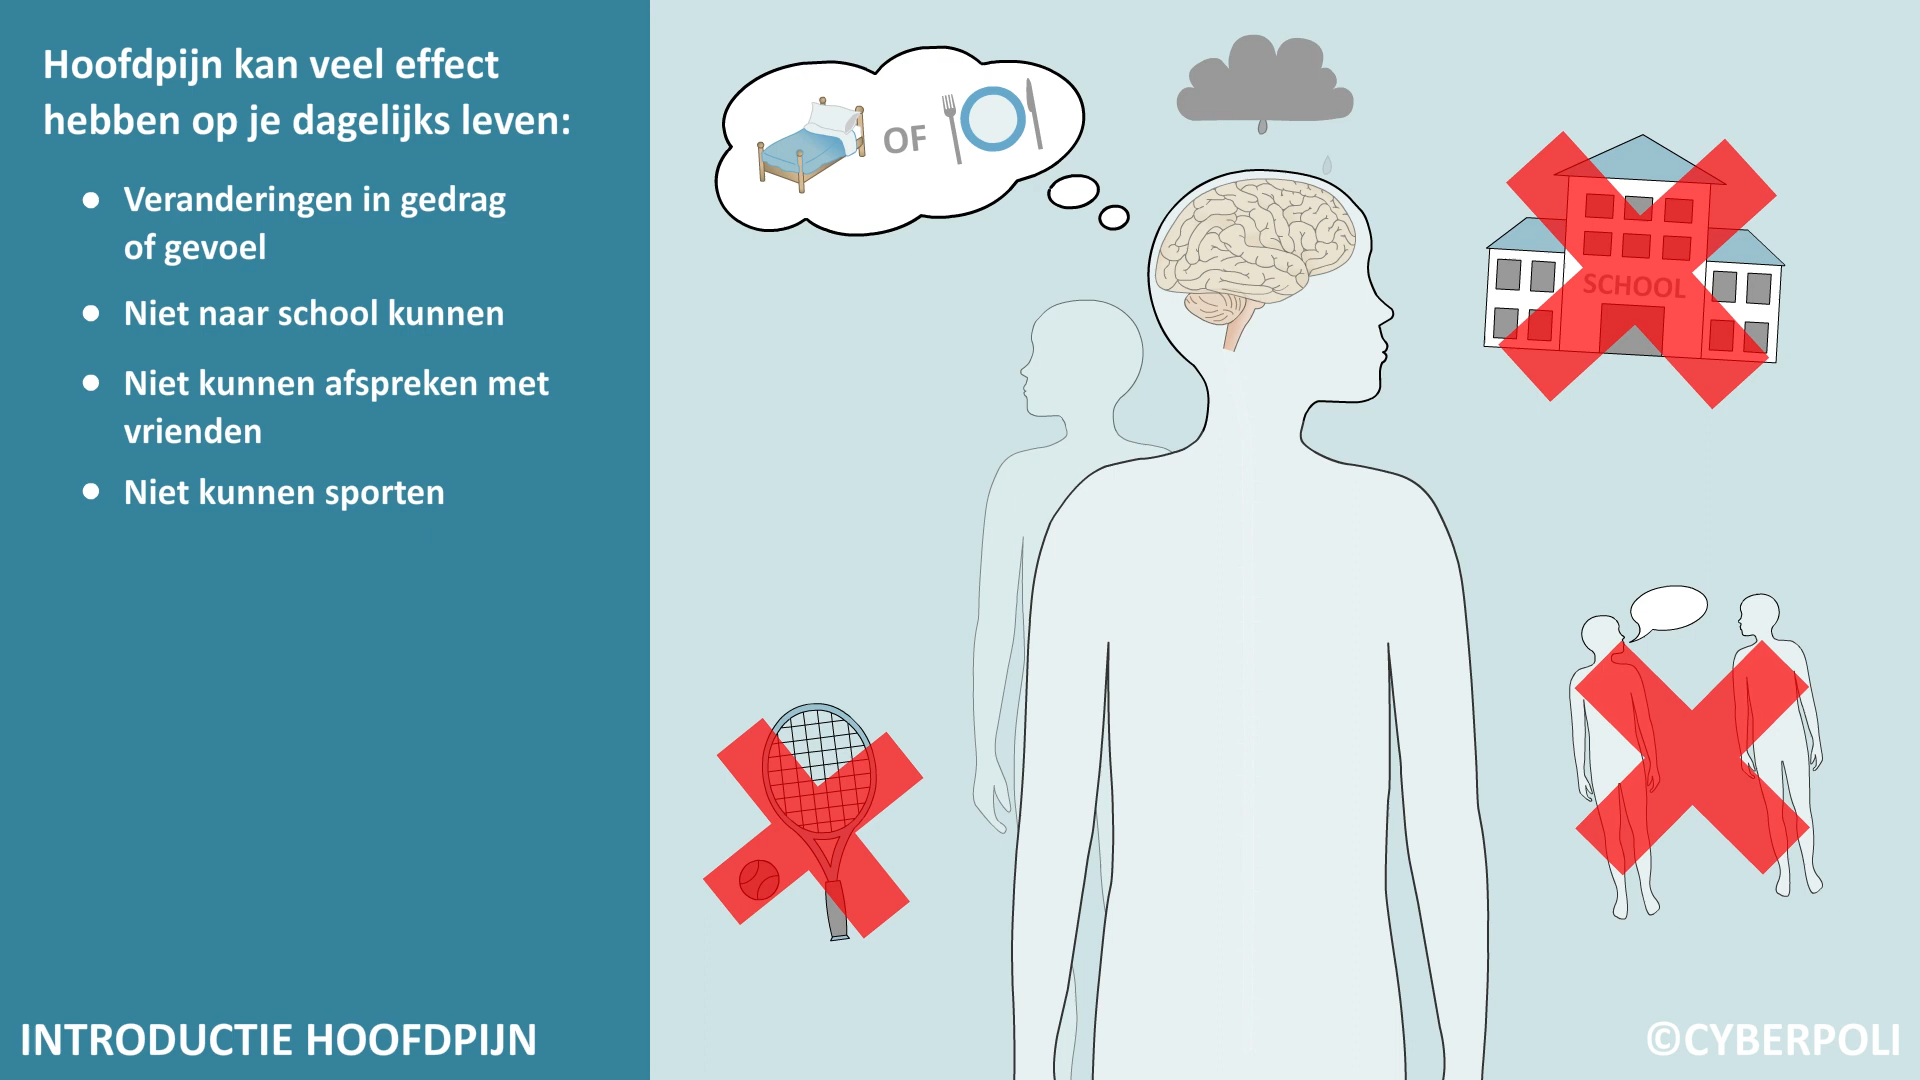 Hoofdpijn kan veel effect
hebben op je dagelijks leven:
● Veranderingen in gedrag
of gevoel
● Niet naar school kunnen
● Niet kunnen afspreken met
vrienden
● Niet kunnen sporten
OF
SCHOOL
INTRODUCTIE HOOFDPIJN
©CYBERPOLI